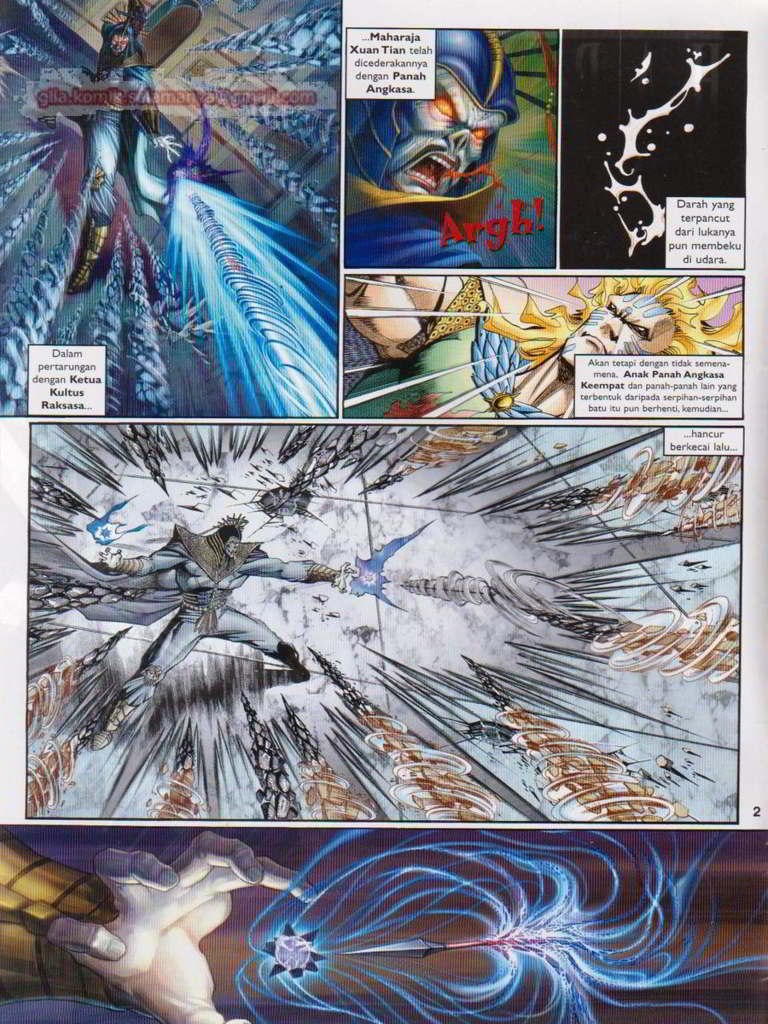 gila.komik-sulamanya@gmail.com
Dalam
pertarungan
dengan Ketua
Kultus
Raksasa...
...Maharaja
Xuan Tian telah
dicederakannya
dengan Panah
Angkasa.
Argh!
Darah yang
terpancut
dari lukanya
pun membeku
di udara.
Akan tetapi dengan tidak semena-
mena, Anak Panah Angkasa
Keempat dan panah-panah lain yang
terbentuk daripada serpihan-serpihan
batu itu pun berhenti, kemudian...
...hancur
berkecai lalu...
2